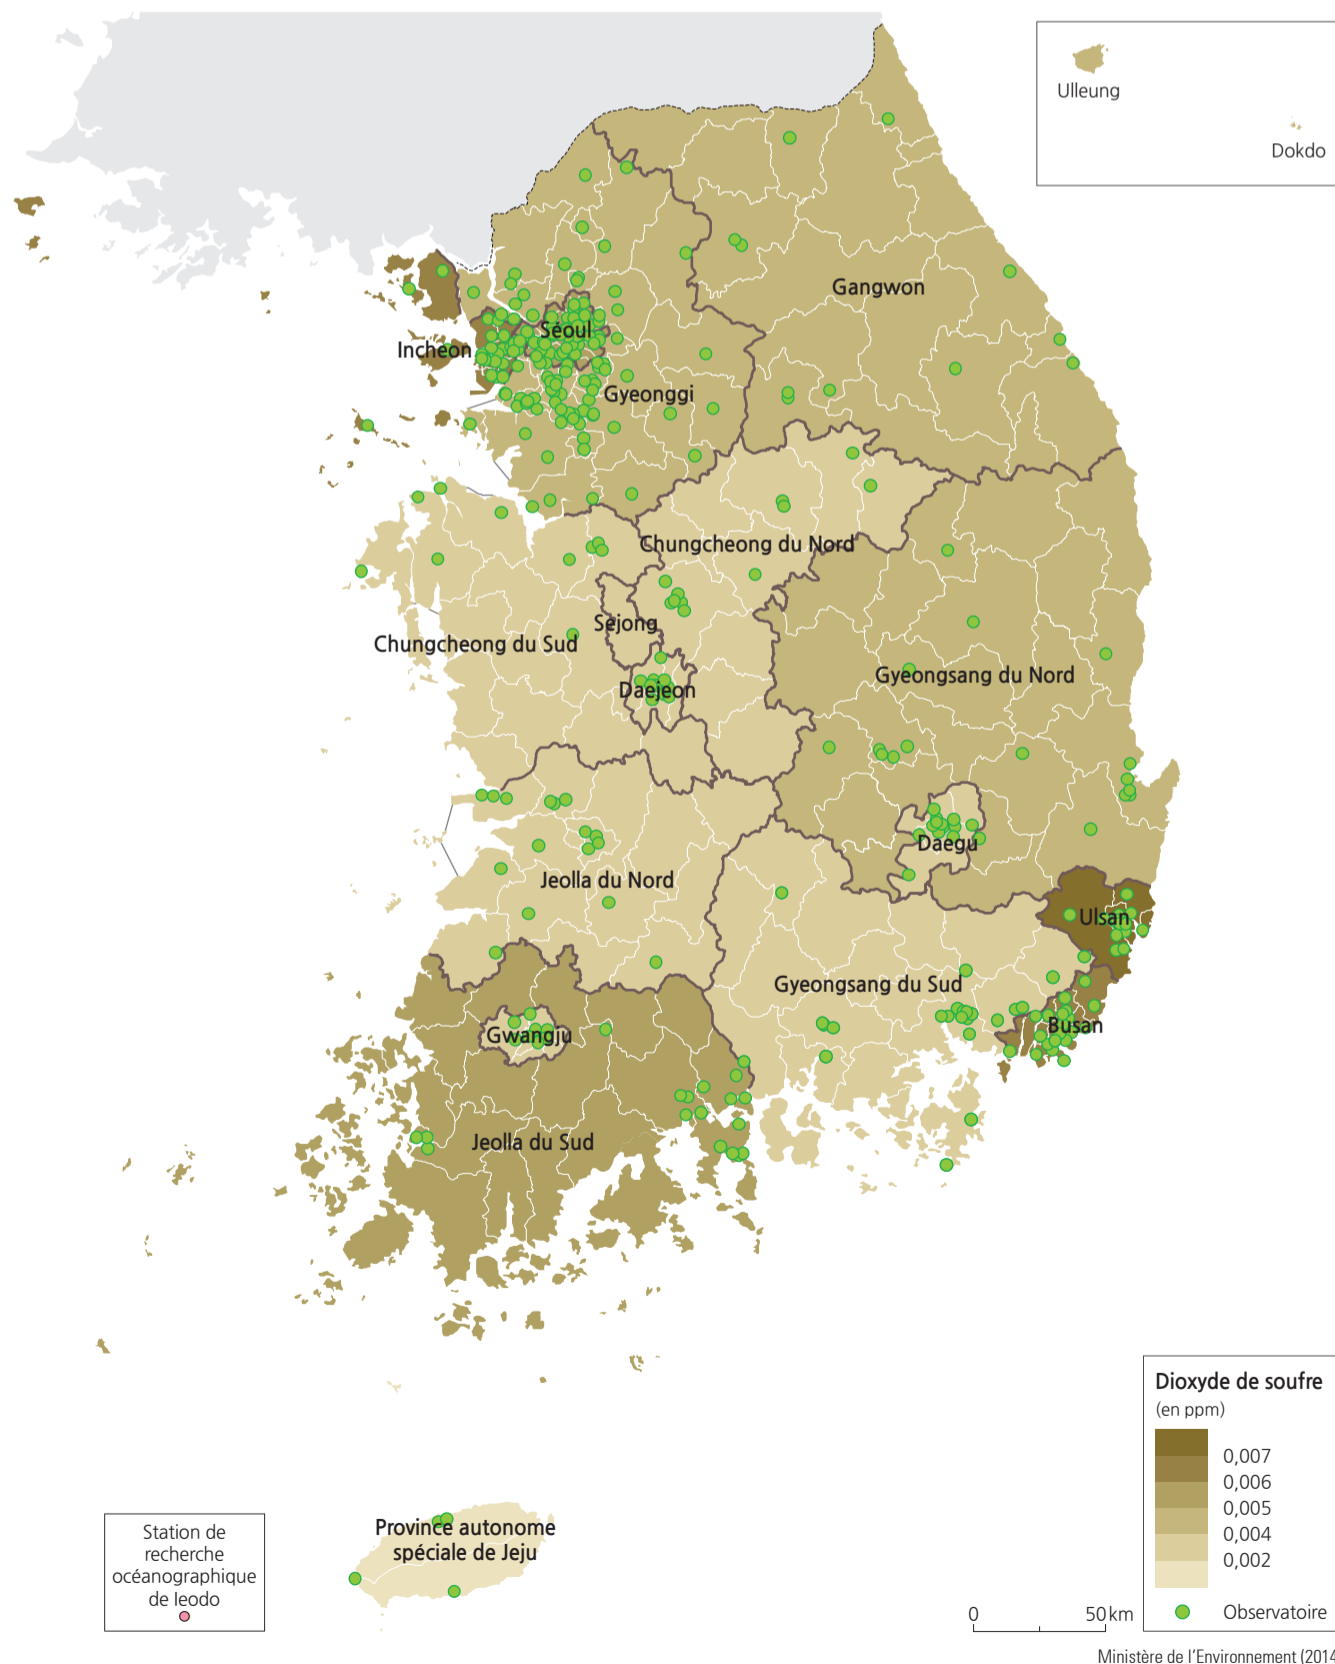 Ulleung
Dokdo
Gangwon
Séoul
Incheon
Gyeonggi
Chungcheong du Nord
Sejong
Chungcheong du Sud
Gyeongsang du Nord
Daejeon
Daegu
Jeolla du Nord
Ulsan
Gyeongsang du Sud
Busan
Gwangju
Jeolla du Sud
Dioxyde de soufre
(en ppm)
0,007
0,006
0,005
0,004
0,002
Observatoire
Province autonome
spéciale de Jeju
Station de
recherche
océanographique
de Ieodo
0 50 km
Ministère de l'Environnement (2014